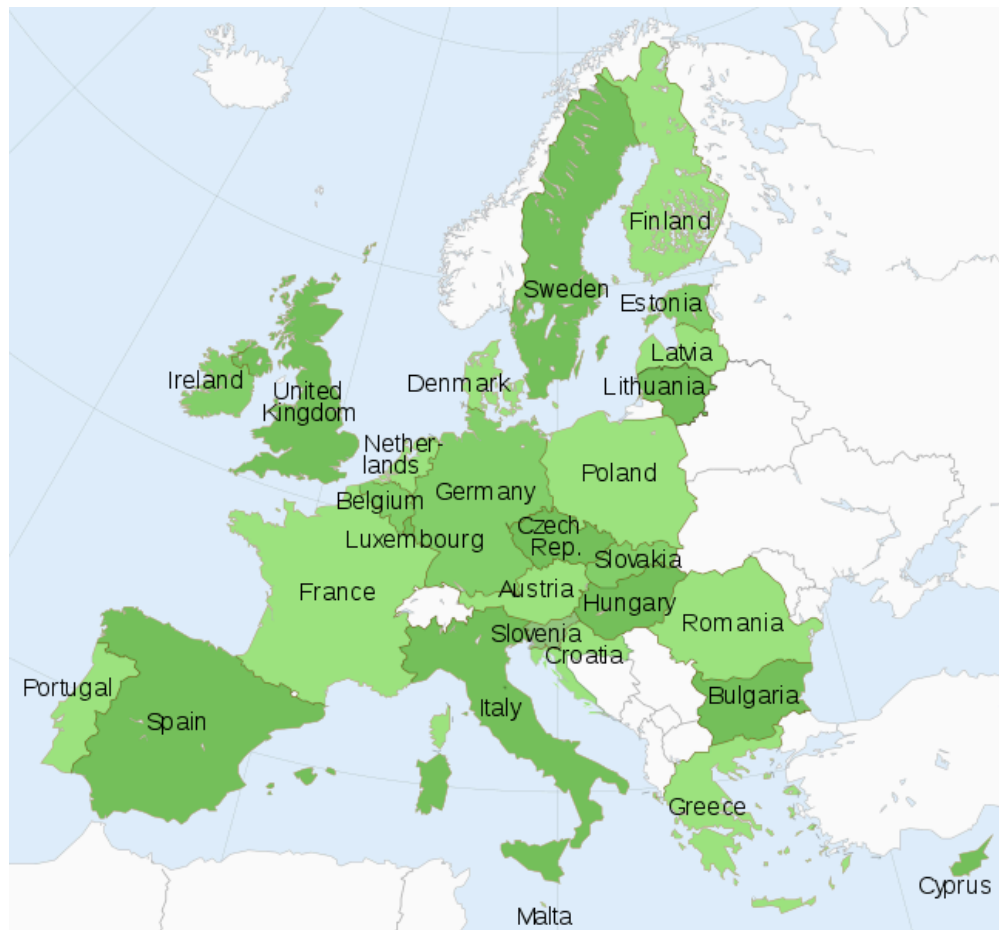 Finland
Sweden
Estonia
Latvia
Lithuania
Denmark
Ireland
United
Kingdom
Nether-
lands
Belgium
Germany
Poland
Luxembourg
Czech
Rep.
Slovakia
Austria
Hungary
France
Slovenia
Croatia
Romania
Portugal
Spain
Italy
Bulgaria
Greece
Cyprus
Malta